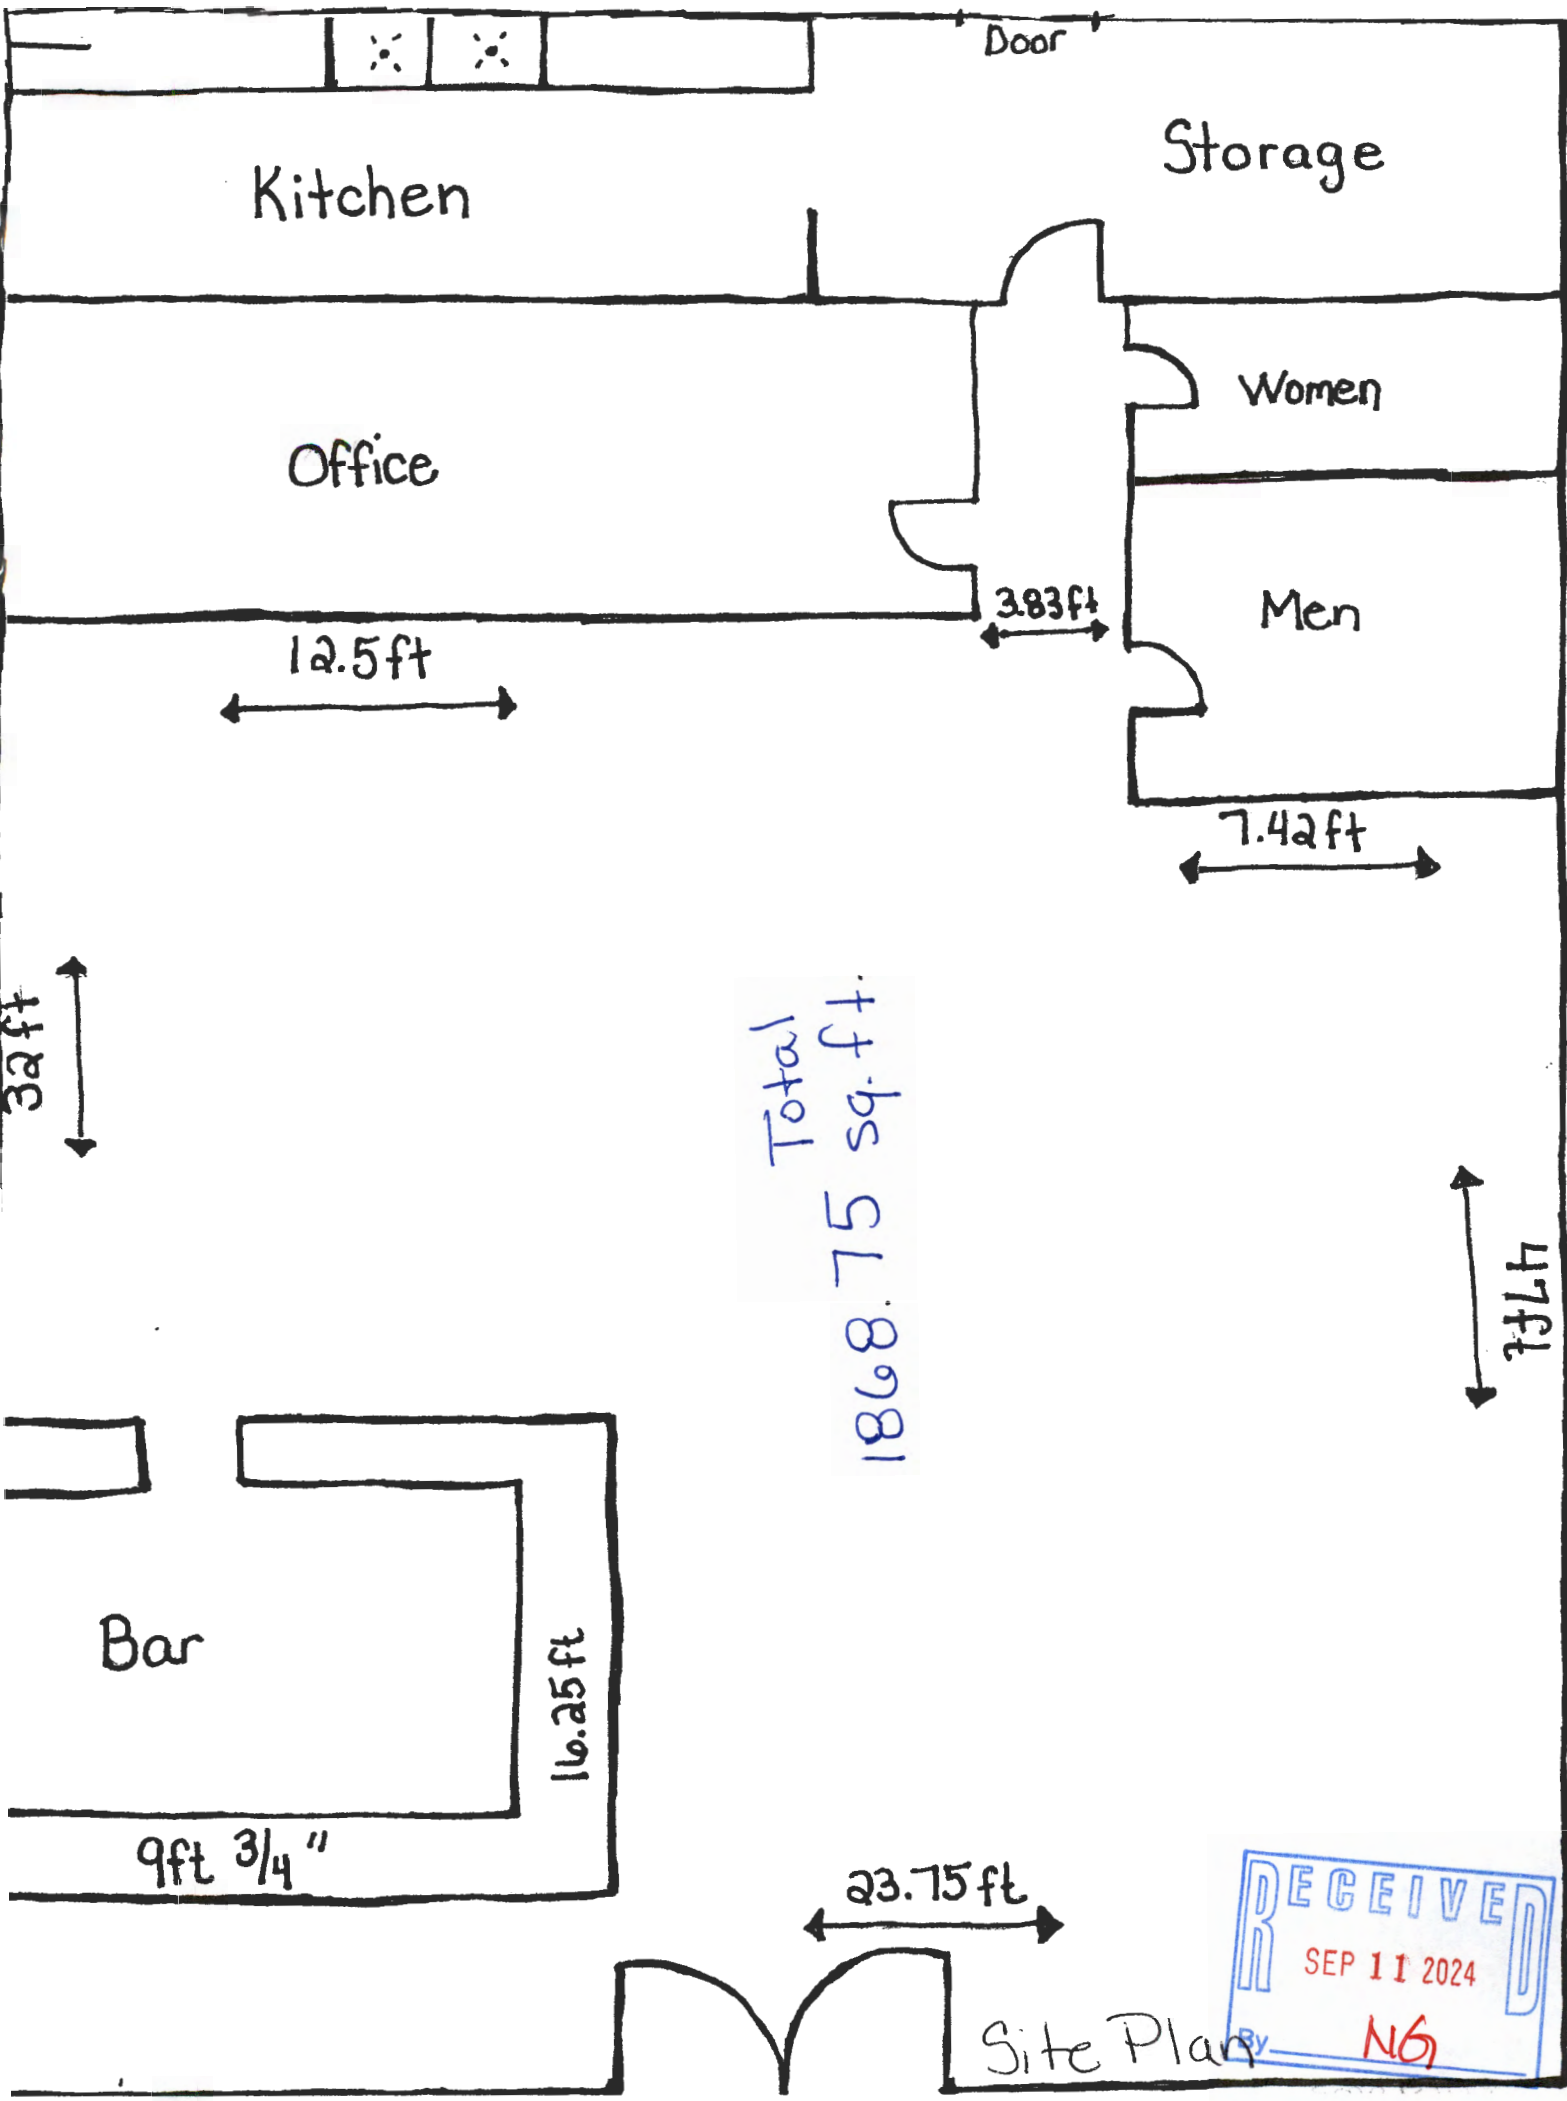 Door
Storage
Kitchen
Women
Office
Men
3.83ft
12.5ft
7.42ft
32ft
Total
1868.75 sq. ft.
47ft
Bar
16.25ft
9ft 3/4"
23.75ft
RECEIVED
SEP 11 2024
By NG
Site Plan